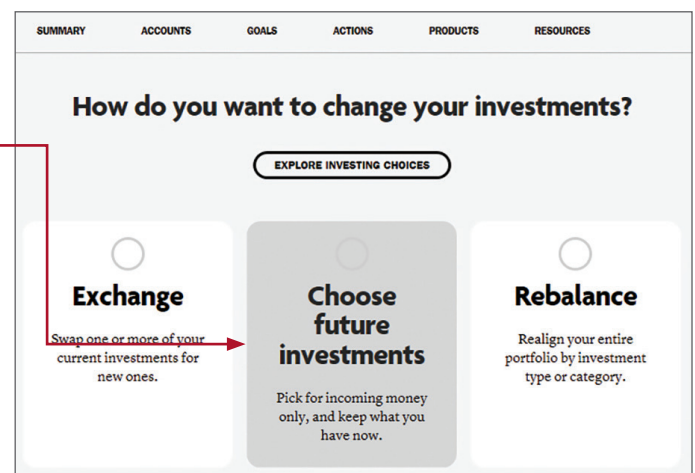 SUMMARY ACCOUNTS GOALS ACTIONS PRODUCTS RESOURCES
How do you want to change your investments?
EXPLORE INVESTING CHOICES
Exchange
Swap one or more of your
current investments for
new ones.
Choose
future
investments
Pick for incoming money
only, and keep what you
have now.
Rebalance
Realign your entire
portfolio by investment
type or category.